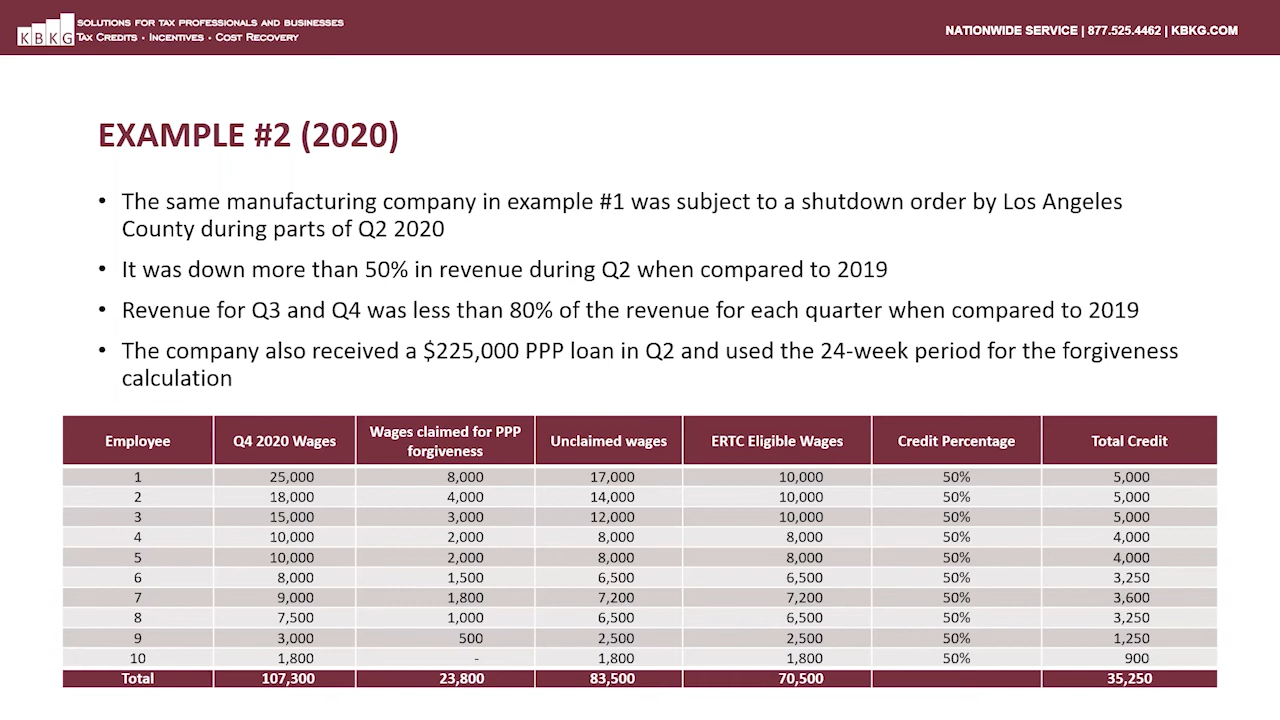 KBKG
SOLUTIONS FOR TAX PROFESSIONALS AND BUSINESSES
TAX CREDITS • INCENTIVES • COST RECOVERY
NATIONWIDE SERVICE | 877.525.4462 | KBKG.COM
EXAMPLE #2 (2020)
• The same manufacturing company in example #1 was subject to a shutdown order by Los Angeles
County during parts of Q2 2020
• It was down more than 50% in revenue during Q2 when compared to 2019
• Revenue for Q3 and Q4 was less than 80% of the revenue for each quarter when compared to 2019
• The company also received a $225,000 PPP loan in Q2 and used the 24-week period for the forgiveness
calculation
Employee Q4 2020 Wages Wages claimed for PPP forgiveness Unclaimed wages ERTC Eligible Wages Credit Percentage Total Credit
1 25,000 8,000 17,000 10,000 50% 5,000
2 18,000 4,000 14,000 10,000 50% 5,000
3 15,000 3,000 12,000 10,000 50% 5,000
4 10,000 2,000 8,000 8,000 50% 4,000
5 10,000 2,000 8,000 8,000 50% 4,000
6 8,000 1,500 6,500 6,500 50% 3,250
7 9,000 1,800 7,200 7,200 50% 3,600
8 7,500 1,000 6,500 6,500 50% 3,250
9 3,000 500 2,500 2,500 50% 1,250
10 1,800 - 1,800 1,800 50% 900
Total 107,300 23,800 83,500 70,500 35,250